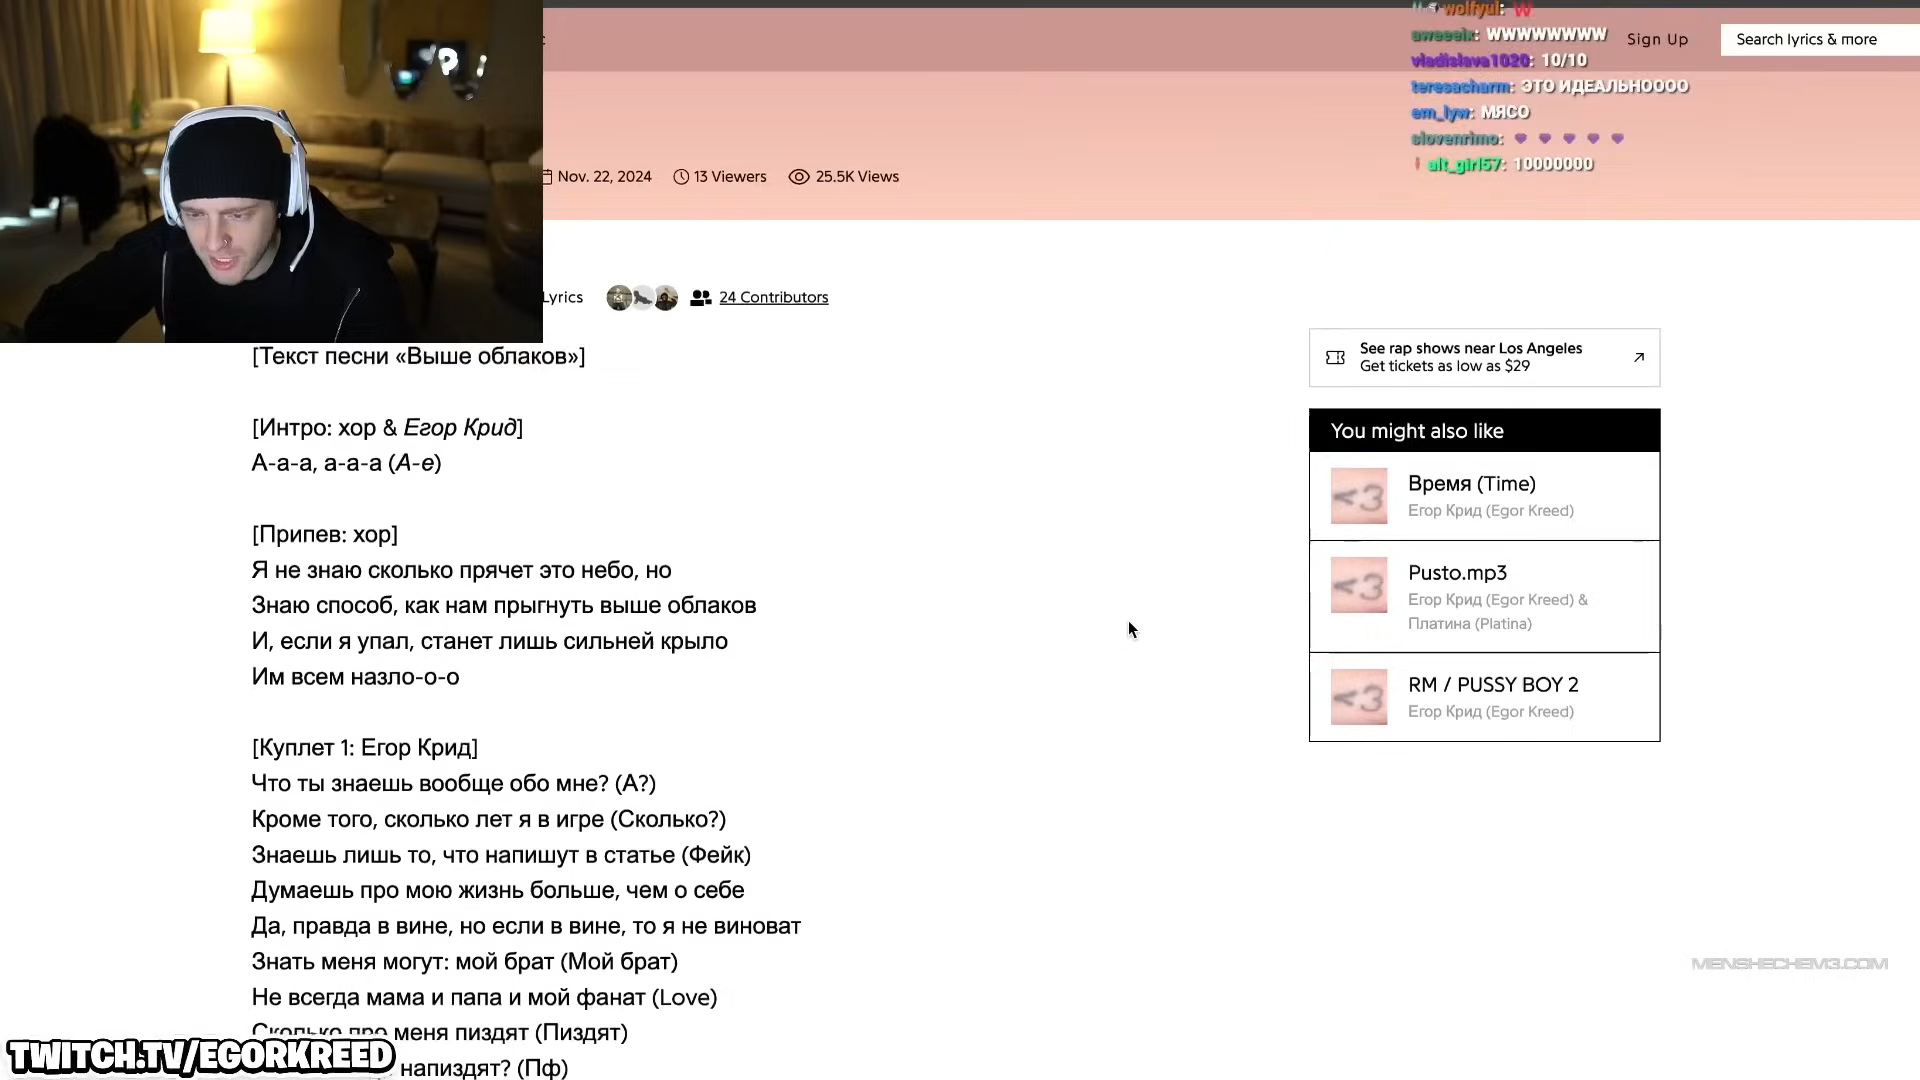 wolfyul: W
aweeeix: WWWWWWWW
Sign Up
Search lyrics & more
vladislava1020: 10/10
teresacharm: ЭТО ИДЕАЛЬНОООО
em_lyw: МЯСО
slovenrimo: 💜 💜 💜 💜 💜
alt_girl57: 10000000
Nov. 22, 2024
13 Viewers
25.5K Views
Lyrics
24 Contributors
[Текст песни «Выше облаков»]
[Интро: хор & Егор Крид]
А-а-а, а-а-а (А-е)
[Припев: хор]
Я не знаю сколько прячет это небо, но
Знаю способ, как нам прыгнуть выше облаков
И, если я упал, станет лишь сильней крыло
Им всем назло-о-о
[Куплет 1: Егор Крид]
Что ты знаешь вообще обо мне? (А?)
Кроме того, сколько лет я в игре (Сколько?)
Знаешь лишь то, что напишут в статье (Фейк)
Думаешь про мою жизнь больше, чем о себе
Да, правда в вине, но если в вине, то я не виноват
Знать меня могут: мой брат (Мой брат)
Не всегда мама и папа и мой фанат (Love)
Сколько про меня пиздят (Пиздят)
напиздят? (Пф)
See rap shows near Los Angeles
Get tickets as low as $29
You might also like
Время (Time)
Егор Крид (Egor Kreed)
<3
Pusto.mp3
Егор Крид (Egor Kreed) &
Платина (Platina)
<3
RM / PUSSY BOY 2
Егор Крид (Egor Kreed)
<3
MENSHECHEM3.COM
TWITCH.TV/EGORKREED